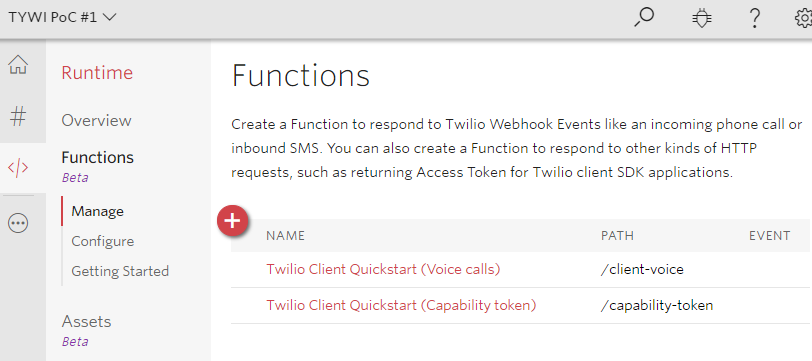 TYWI PoC #1
Runtime
Overview
Functions
Beta
Manage
Configure
Getting Started
Assets
Beta
Functions
Create a Function to respond to Twilio Webhook Events like an incoming phone call or
inbound SMS. You can also create a Function to respond to other kinds of HTTP
requests, such as returning Access Token for Twilio client SDK applications.
NAME PATH EVENT
Twilio Client Quickstart (Voice calls) /client-voice
Twilio Client Quickstart (Capability token) /capability-token